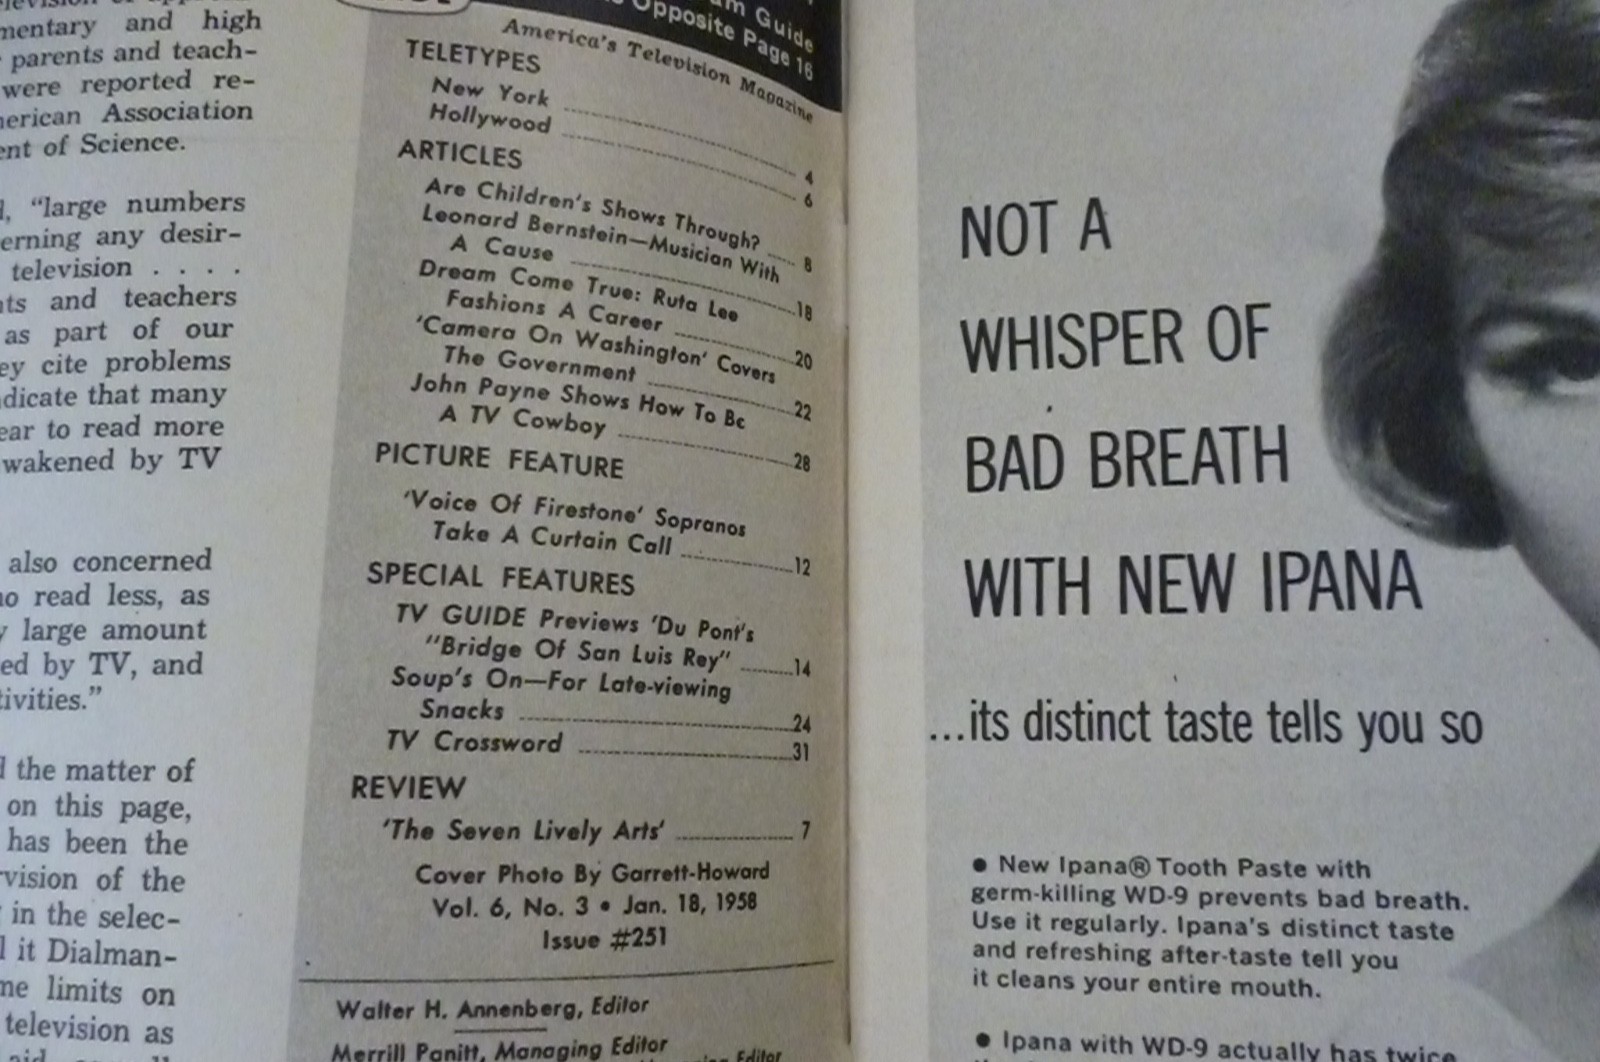 mentary and high
parents and teach-
were reported re-
Association
ent of Science.
"large numbers
any desir-
television . . . .
and teachers
as part of our
cite problems
that many
to read more
by TV
also concerned
read less, as
large amount
by TV, and
the matter of
on this page,
has been the
of the
in the selec-
it Dialman-
limits on
television as
Guide
Opposite Page 16
America's Television Magazine
TELETYPES
New York 4
Hollywood 6
ARTICLES
Are Children's Shows Through? 8
Leonard Bernstein—Musician With
A Cause 18
Dream Come True: Ruta Lee
Fashions A Career 20
'Camera On Washington' Covers
The Government 22
John Payne Shows How To Be
A TV Cowboy 28
PICTURE FEATURE
'Voice Of Firestone' Sopranos
Take A Curtain Call 12
SPECIAL FEATURES
TV GUIDE Previews 'Du Pont's
"Bridge Of San Luis Rey" 14
Soup's On—For Late-viewing
Snacks 24
TV Crossword 31
REVIEW
'The Seven Lively Arts' 7
Cover Photo By Garrett-Howard
Vol. 6, No. 3 • Jan. 18, 1958
Issue #251
Walter H. Annenberg, Editor
Merrill Panitt, Managing Editor
Editor
NOT A
WHISPER OF
BAD BREATH
WITH NEW IPANA
...its distinct taste tells you so
• New Ipana® Tooth Paste with
germ-killing WD-9 prevents bad breath.
Use it regularly. Ipana's distinct taste
and refreshing after-taste tell you
it cleans your entire mouth.
• Ipana with WD-9 actually has twice